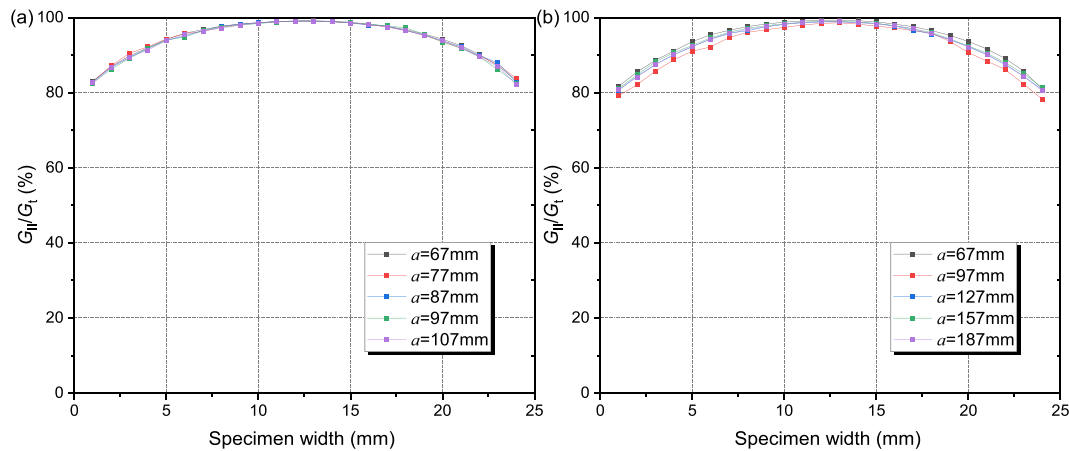 (a)
100
80
60
40
20
0
G_II/G_t (%)
a=67mm
a=77mm
a=87mm
a=97mm
a=107mm
0 5 10 15 20 25
Specimen width (mm)
(b)
100
80
60
40
20
0
G_II/G_t (%)
a=67mm
a=97mm
a=127mm
a=157mm
a=187mm
0 5 10 15 20 25
Specimen width (mm)